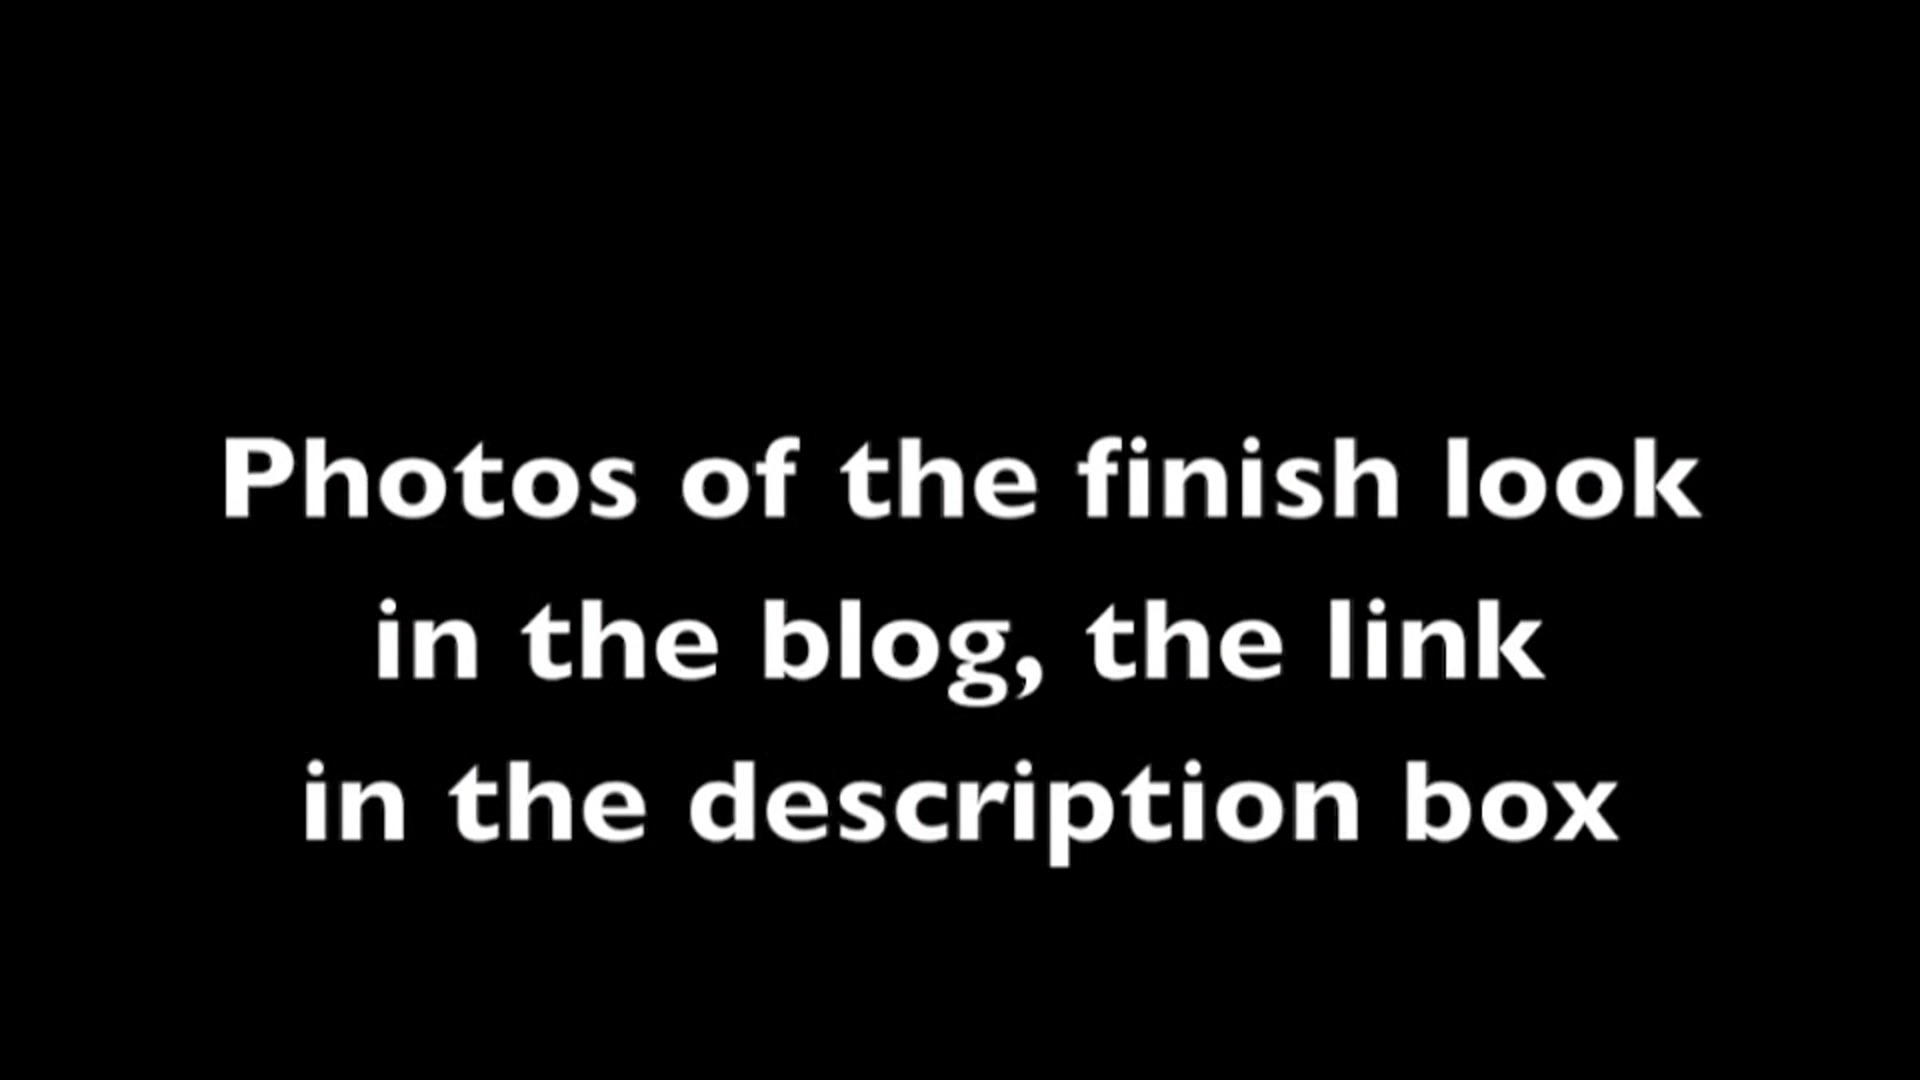 Photos of the finish look
in the blog, the link
in the description box